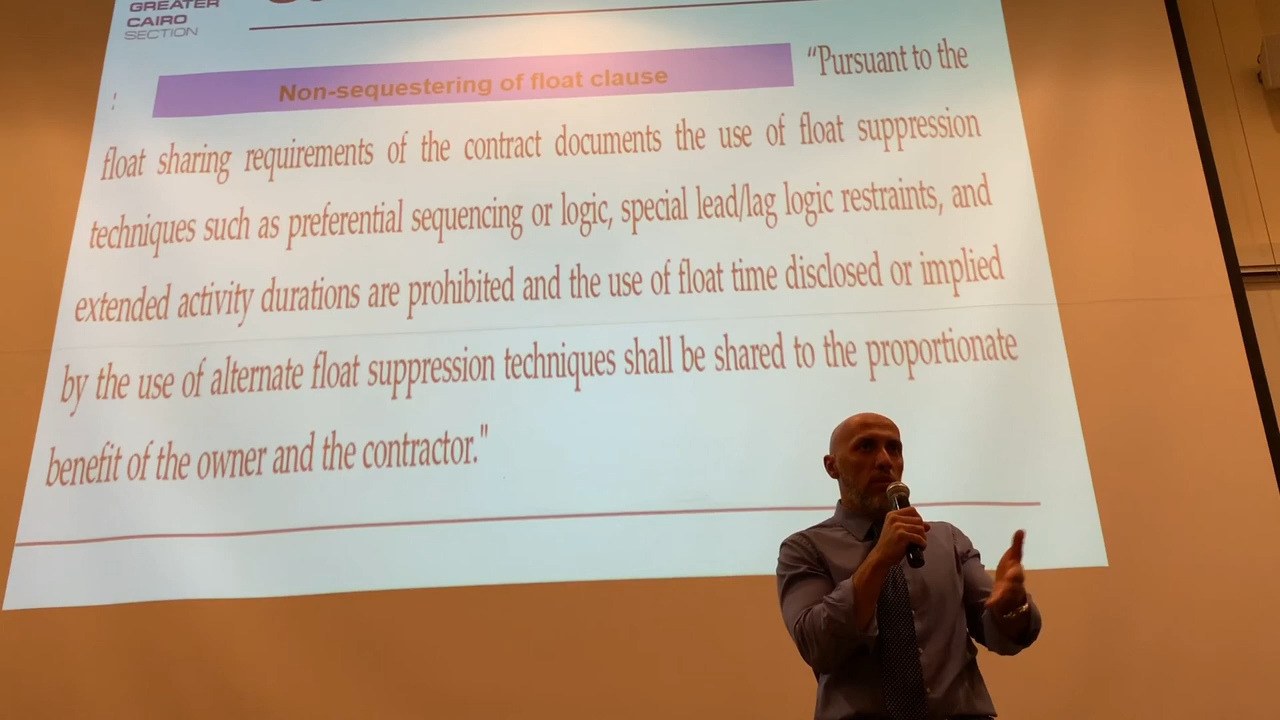 GREATER
CAIRO
SECTION
Non-sequestering of float clause "Pursuant to the
float sharing requirements of the contract documents the use of float suppression
techniques such as preferential sequencing or logic, special lead/lag logic restraints, and
extended activity durations are prohibited and the use of float time disclosed or implied
by the use of alternate float suppression techniques shall be shared to the proportionate
benefit of the owner and the contractor."